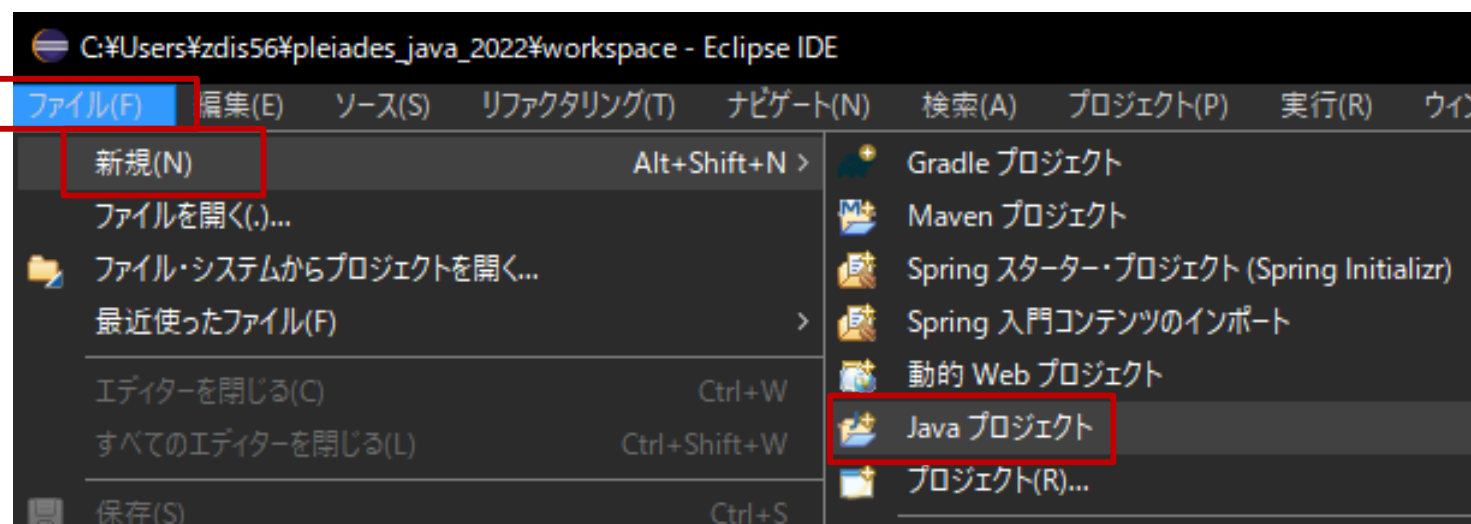 C:¥Users¥zdis56¥pleiades_java_2022¥workspace - Eclipse IDE
ファイル(F) 編集(E) ソース(S) リファクタリング(T) ナビゲート(N) 検索(A) プロジェクト(P) 実行(R) ウィン
新規(N) Alt+Shift+N >
ファイルを開く(.)...
ファイル・システムからプロジェクトを開く...
最近使ったファイル(F) >
エディターを閉じる(C) Ctrl+W
すべてのエディターを閉じる(L) Ctrl+Shift+W
保存(S) Ctrl+S
Gradle プロジェクト
Maven プロジェクト
Spring スターター・プロジェクト (Spring Initializr)
Spring 入門コンテンツのインポート
動的 Web プロジェクト
Java プロジェクト
プロジェクト(R)...